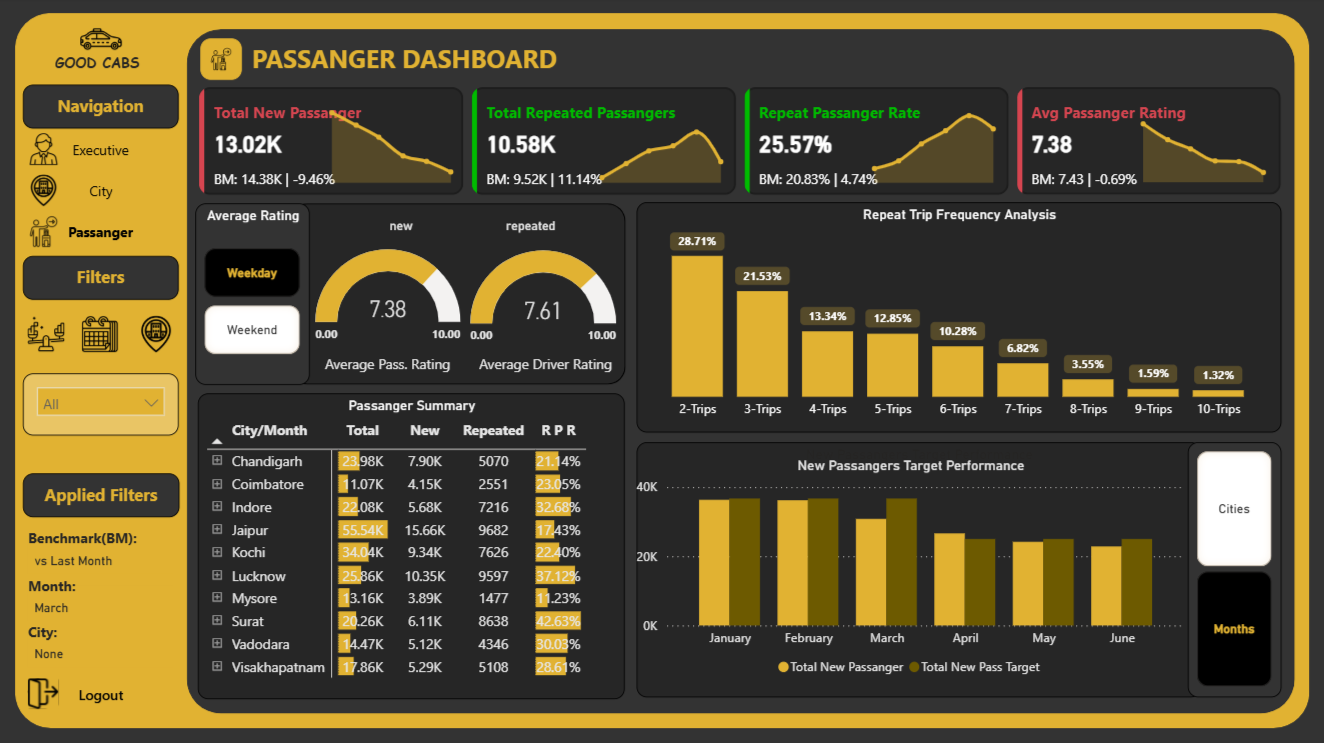 GOOD CABS
Navigation
Executive
City
Passanger
Filters
All
Applied Filters
Benchmark(BM):
vs Last Month
Month:
March
City:
None
Logout
PASSANGER DASHBOARD
Total New Passanger
13.02K
BM: 14.38K | -9.46%
Total Repeated Passangers
10.58K
BM: 9.52K | 11.14%
Repeat Passanger Rate
25.57%
BM: 20.83% | 4.74%
Avg Passanger Rating
7.38
BM: 7.43 | -0.69%
Average Rating
Weekday
Weekend
new
7.38
0.00 10.00
Average Pass. Rating
repeated
7.61
0.00 10.00
Average Driver Rating
Repeat Trip Frequency Analysis
28.71% 21.53% 13.34% 12.85% 10.28% 6.82% 3.55% 1.59% 1.32%
2-Trips 3-Trips 4-Trips 5-Trips 6-Trips 7-Trips 8-Trips 9-Trips 10-Trips
Passanger Summary
City/Month Total New Repeated R P R
Chandigarh 23.98K 7.90K 5070 21.14%
Coimbatore 11.07K 4.15K 2551 23.05%
Indore 22.08K 5.68K 7216 32.68%
Jaipur 55.54K 15.66K 9682 17.43%
Kochi 34.04K 9.34K 7626 22.40%
Lucknow 25.86K 10.35K 9597 37.12%
Mysore 13.16K 3.89K 1477 11.23%
Surat 20.26K 6.11K 8638 42.63%
Vadodara 14.47K 5.12K 4346 30.03%
Visakhapatnam 17.86K 5.29K 5108 28.61%
New Passangers Target Performance
40K
20K
0K
January February March April May June
Total New Passanger Total New Pass Target
Cities
Months